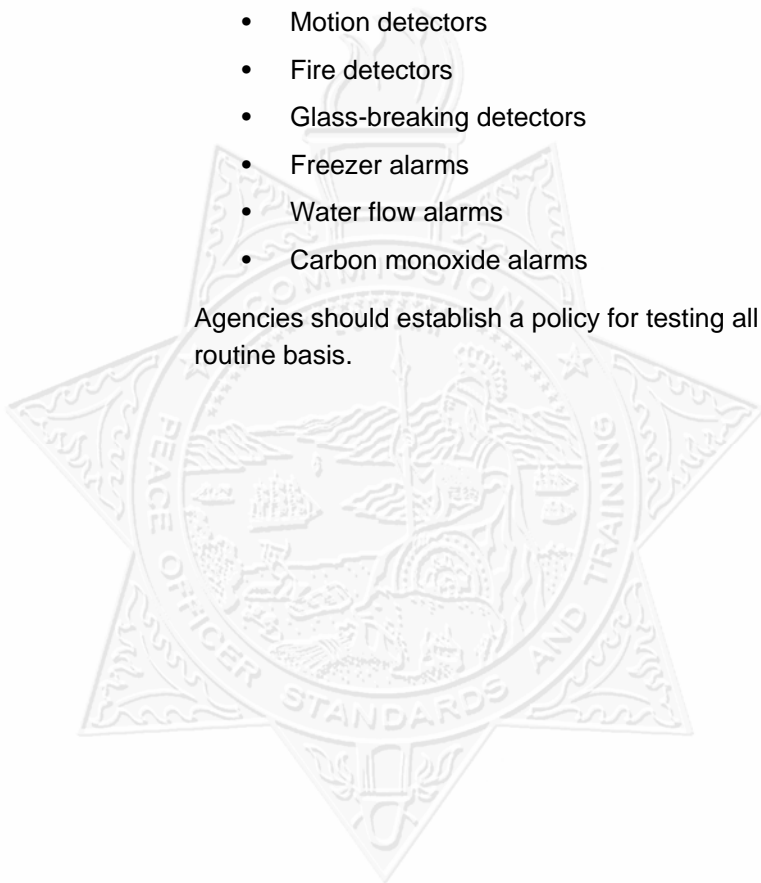 • Motion detectors
• Fire detectors
• Glass-breaking detectors
• Freezer alarms
• Water flow alarms
• Carbon monoxide alarms
Agencies should establish a policy for testing all
routine basis.
COMMISSION
PEACE OFFICER STANDARDS AND TRAINING